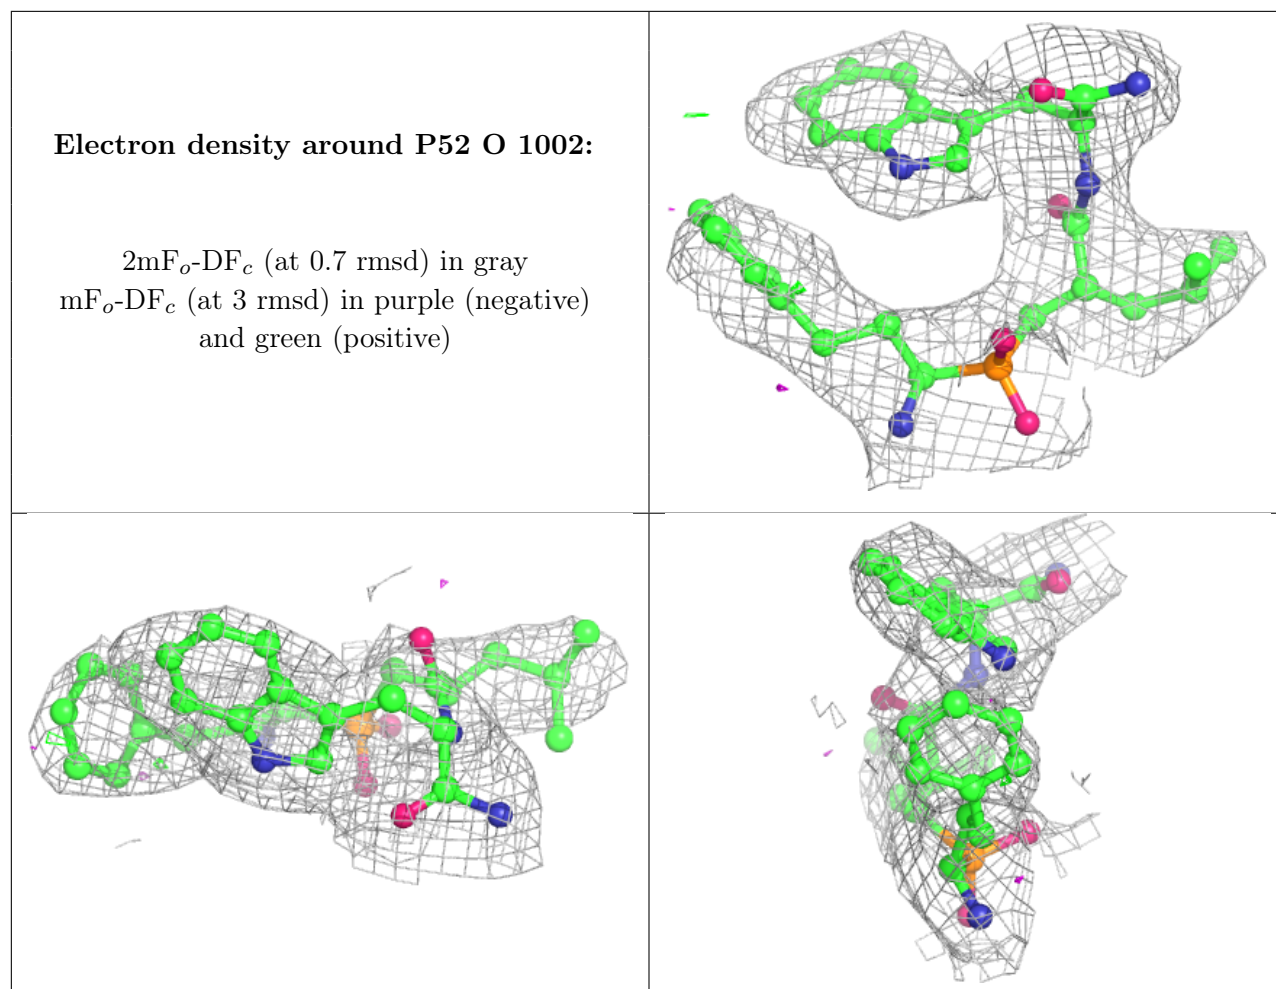 Electron density around P52 O 1002:
2mFo-DFc (at 0.7 rmsd) in gray
mFo-DFc (at 3 rmsd) in purple (negative)
and green (positive)